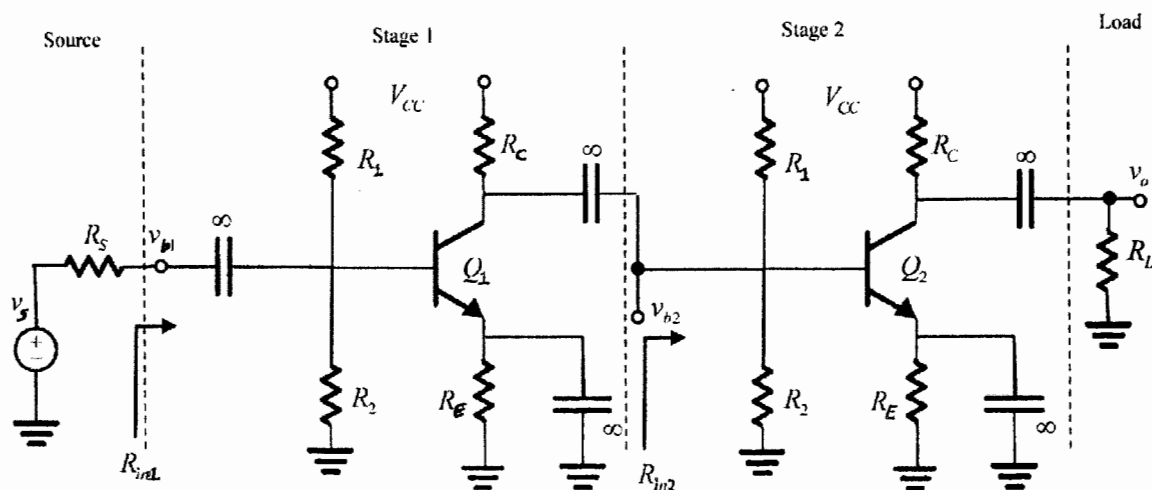 Source
Stage 1
Stage 2
Load
V_CC
V_CC
R_1
R_C
∞
R_1
R_C
∞
v_o
R_S
v_b1
∞
Q_1
Q_2
R_L
v_s
+
−
v_b2
R_2
R_E
∞
R_2
R_E
∞
R_in1
R_in2